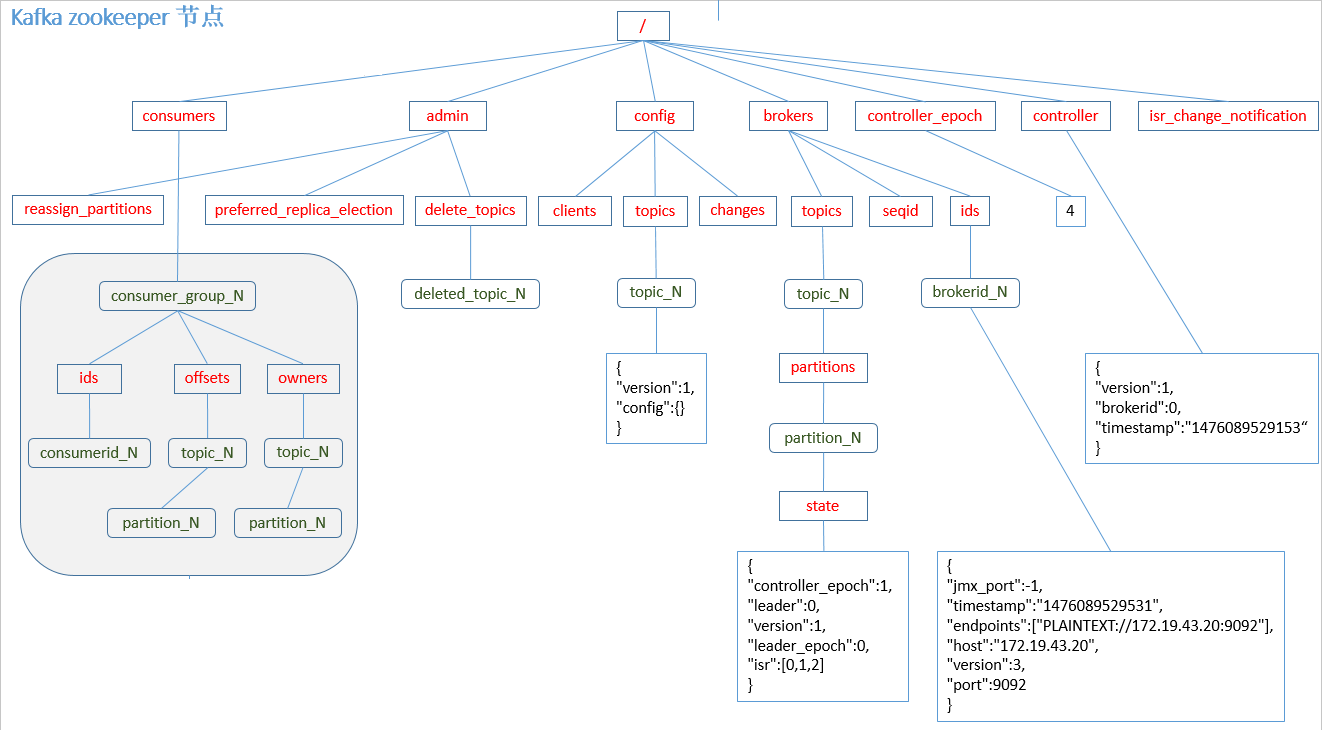 Kafka zookeeper 节点
/
consumers
admin
config
brokers
controller_epoch
controller
isr_change_notification
reassign_partitions
preferred_replica_election
delete_topics
clients
topics
changes
topics
seqid
ids
4
consumer_group_N
deleted_topic_N
topic_N
topic_N
brokerid_N
ids
offsets
owners
consumerid_N
topic_N
topic_N
partition_N
partition_N
{
"version":1,
"config":{}
}
partitions
partition_N
state
{
"controller_epoch":1,
"leader":0,
"version":1,
"leader_epoch":0,
"isr":[0,1,2]
}
{
"jmx_port":-1,
"timestamp":"1476089529531",
"endpoints":["PLAINTEXT://172.19.43.20:9092"],
"host":"172.19.43.20",
"version":3,
"port":9092
}
{
"version":1,
"brokerid":0,
"timestamp":"1476089529153“
}